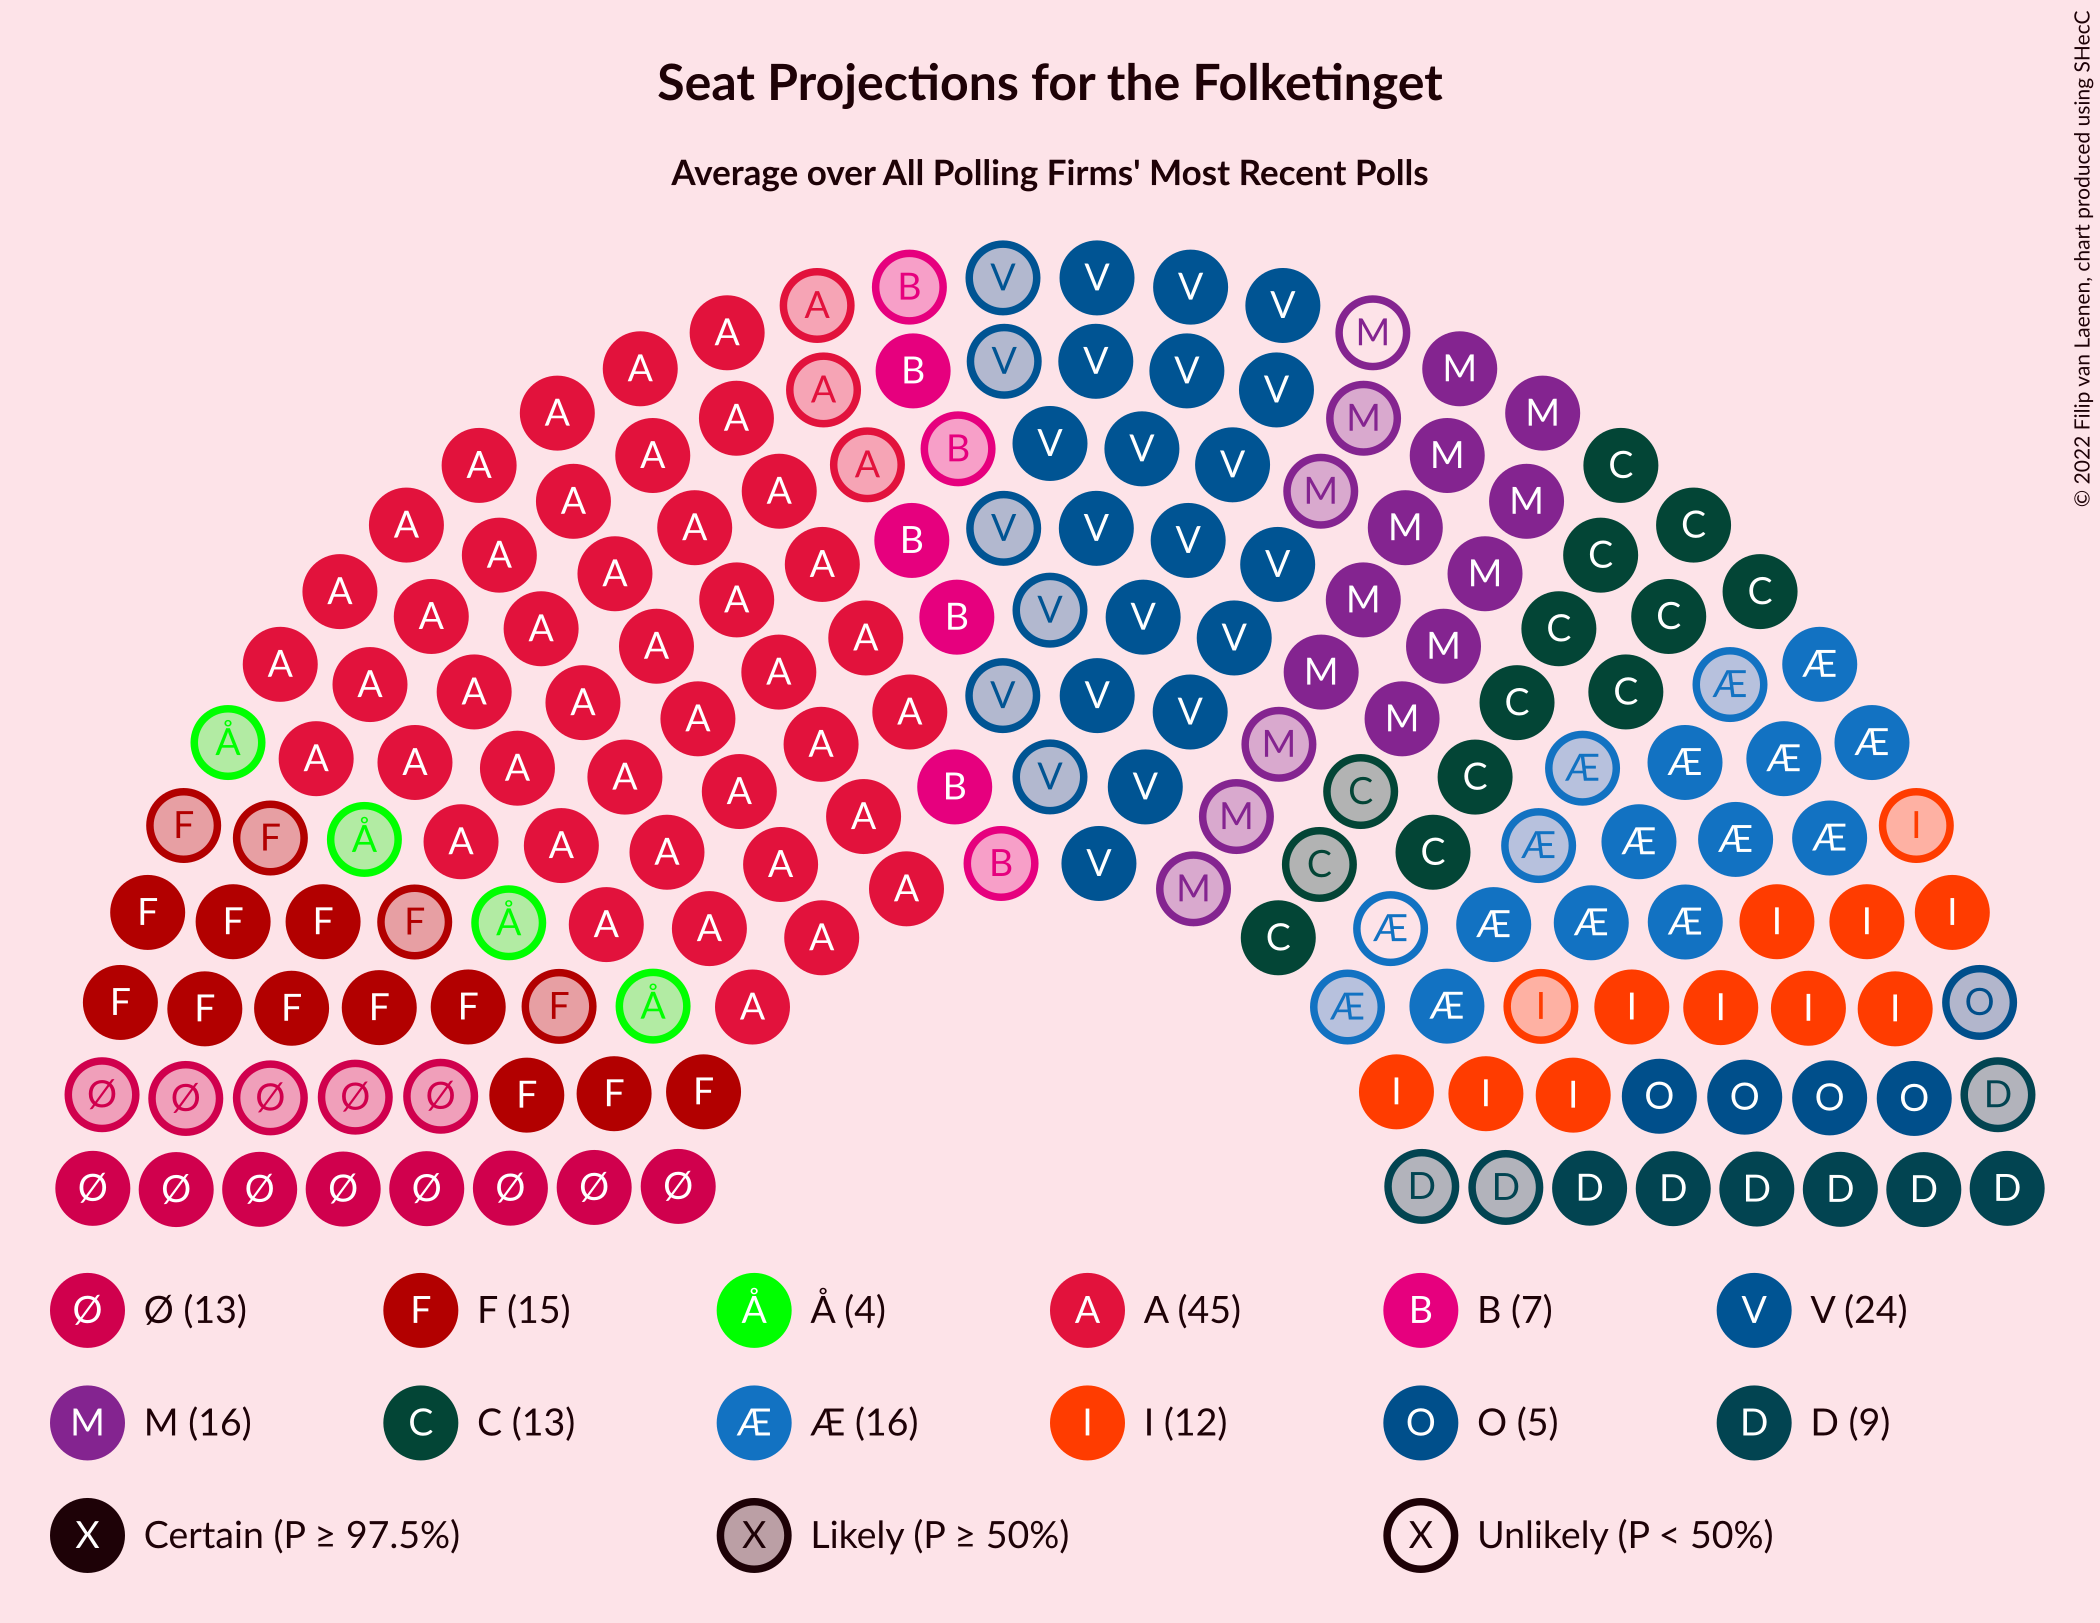 Seat Projections for the Folketinget
Average over All Polling Firms' Most Recent Polls
© 2022 Filip van Laenen, chart produced using SHecC
A B V V V V
A M
A A B V V V V M
A A M M
A A A B V V V M C
A A M M
A A A A B V V V V M C C
A A A M M C
A A A B V V V C C
A A A M M Æ
A A A A A V V V M C C Æ
Å A A A A A A B V V M C C Æ Æ Æ Æ
F F Å A A A A A B V M C C Æ Æ Æ Æ I
F F F F Å A A A A M C Æ Æ Æ Æ I I I
F F F F F F Å A Æ Æ I I I I I O
Ø Ø Ø Ø Ø F F F I I I O O O O D
Ø Ø Ø Ø Ø Ø Ø Ø D D D D D D D D
Ø Ø (13) F F (15) Å Å (4) A A (45) B B (7) V V (24)
M M (16) C C (13) Æ Æ (16) I I (12) O O (5) D D (9)
X Certain (P ≥ 97.5%) X Likely (P ≥ 50%) X Unlikely (P < 50%)